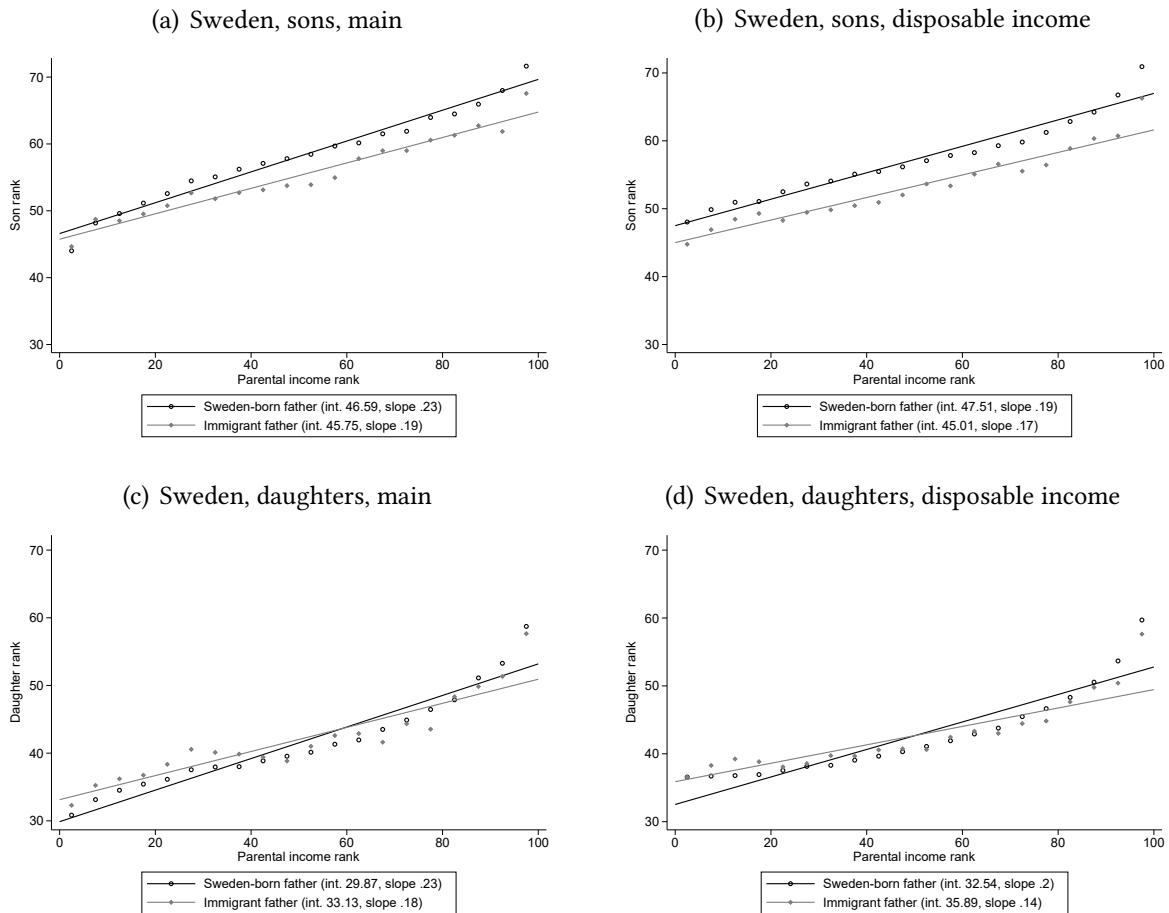 (a) Sweden, sons, main
70
60
50
40
30
Son rank
0 20 40 60 80 100
Parental income rank
Sweden-born father (int. 46.59, slope .23)
Immigrant father (int. 45.75, slope .19)
(b) Sweden, sons, disposable income
70
60
50
40
30
Son rank
0 20 40 60 80 100
Parental income rank
Sweden-born father (int. 47.51, slope .19)
Immigrant father (int. 45.01, slope .17)
(c) Sweden, daughters, main
70
60
50
40
30
Daughter rank
0 20 40 60 80 100
Parental income rank
Sweden-born father (int. 29.87, slope .23)
Immigrant father (int. 33.13, slope .18)
(d) Sweden, daughters, disposable income
70
60
50
40
30
Daughter rank
0 20 40 60 80 100
Parental income rank
Sweden-born father (int. 32.54, slope .2)
Immigrant father (int. 35.89, slope .14)